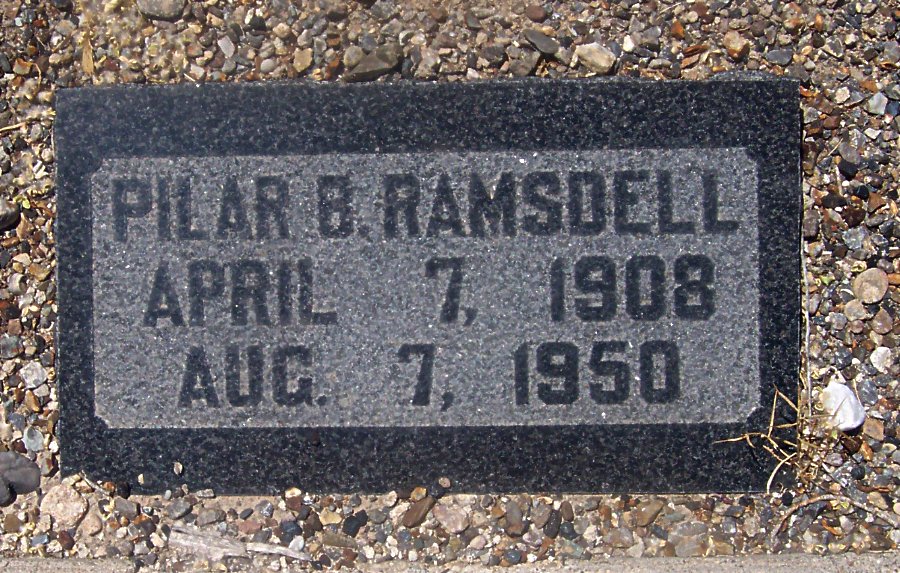 PILAR B. RAMSDELL
APRIL 7, 1908
AUG. 7, 1950